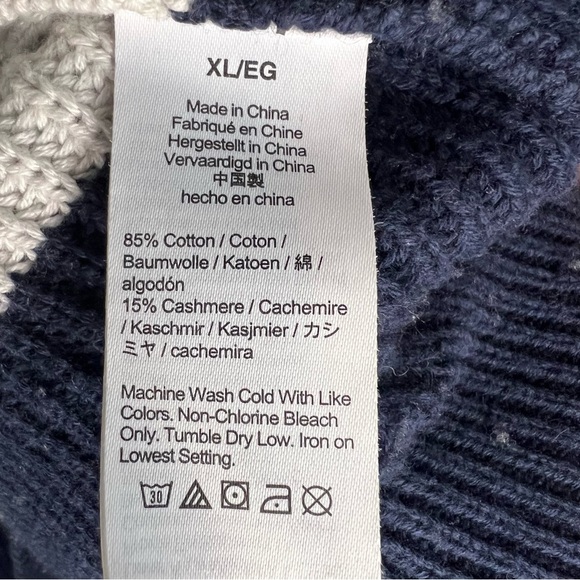 XL/EG
Made in China
Fabriqué en Chine
Hergestellt in China
Vervaardigd in China
中国製
hecho en china
85% Cotton / Coton /
Baumwolle / Katoen / 綿 /
algodón
15% Cashmere / Cachemire
/ Kaschmir / Kasjmier / カシ
ミヤ / cachemira
Machine Wash Cold With Like
Colors. Non-Chlorine Bleach
Only. Tumble Dry Low. Iron on
Lowest Setting.
30